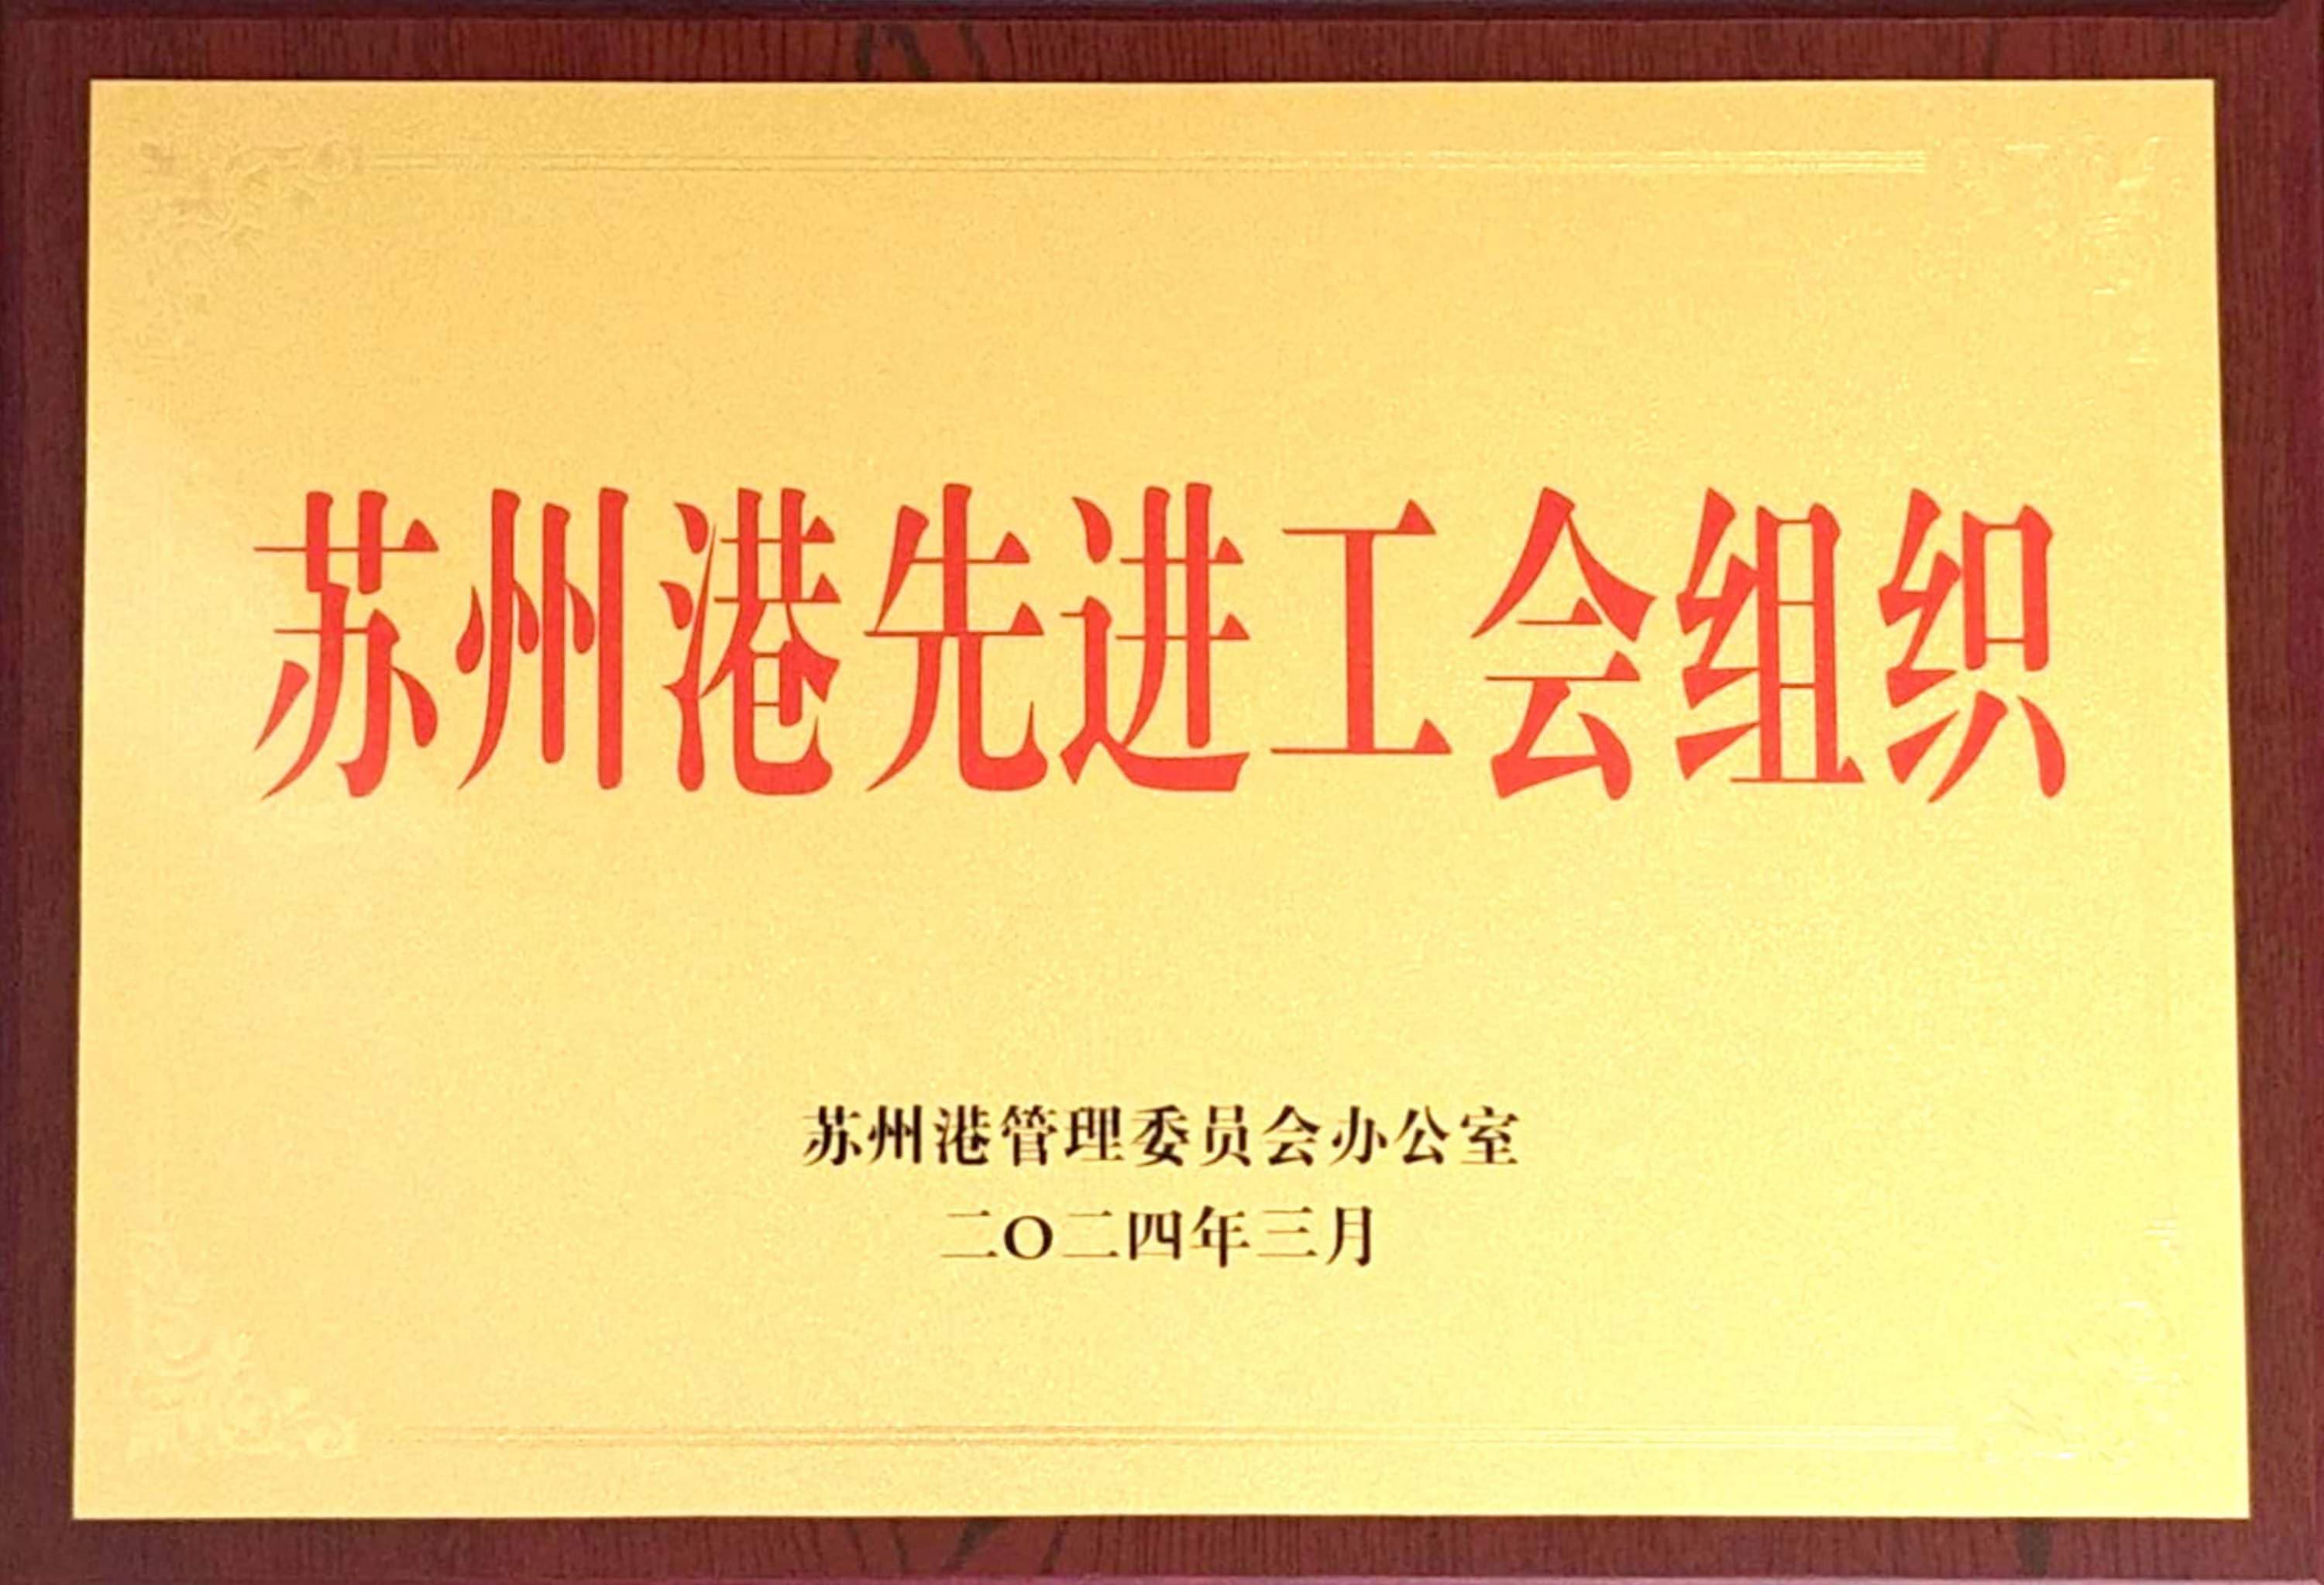 苏州港先进工会组织
苏州港管理委员会办公室
二〇二四年三月